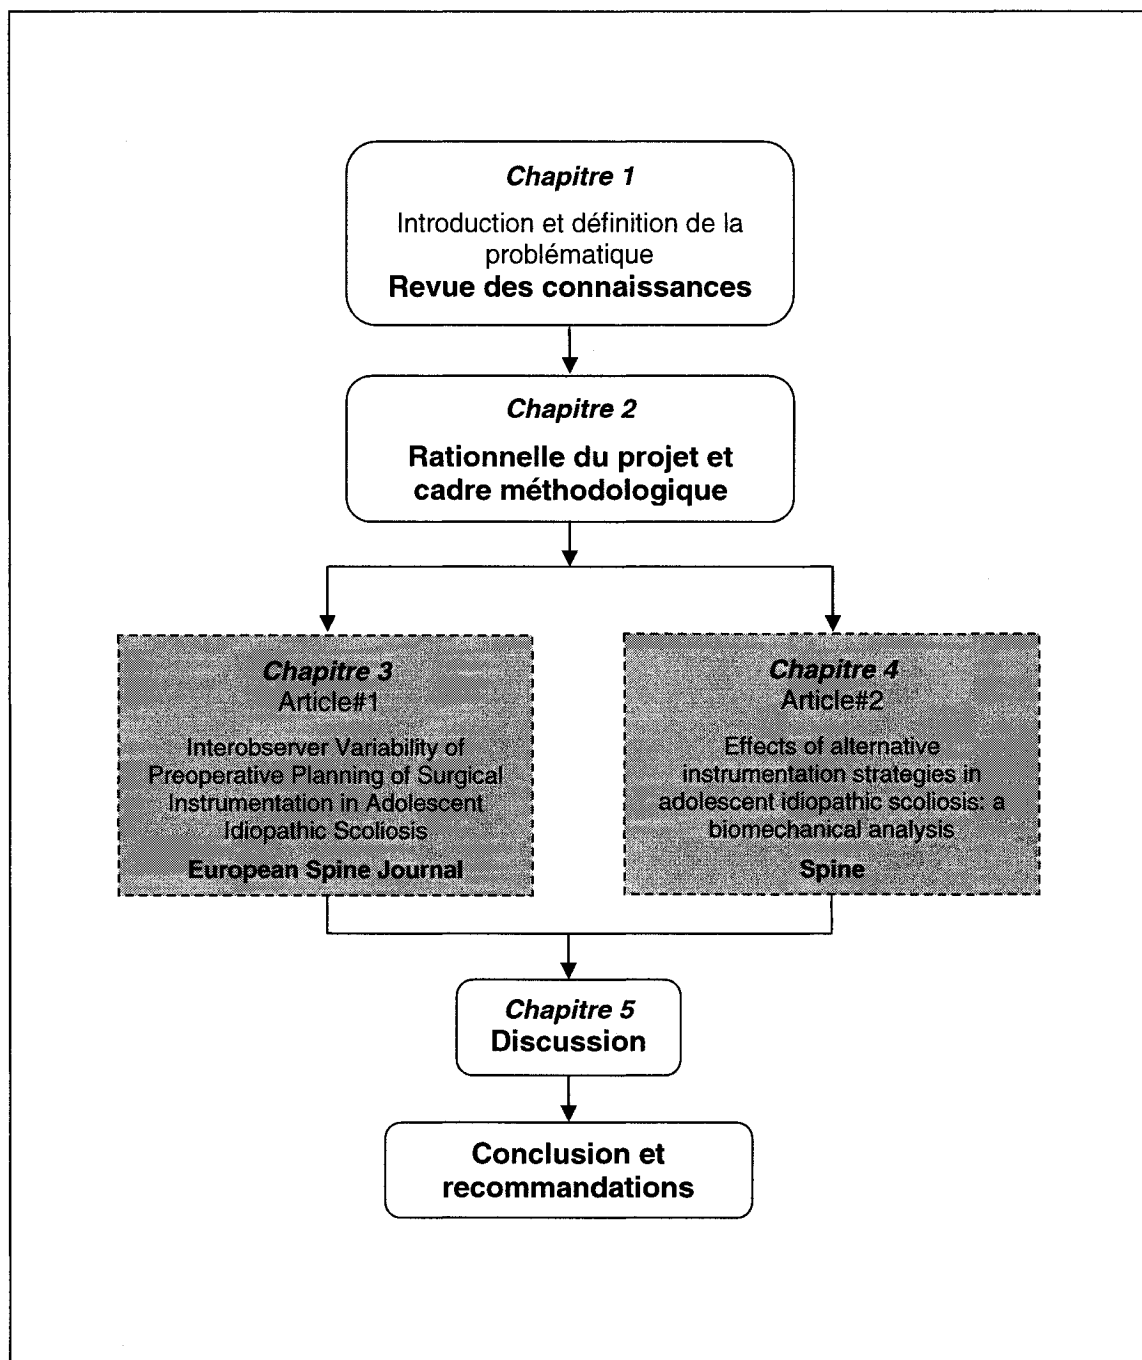 Chapitre 1
Introduction et définition de la
problématique
Revue des connaissances
Chapitre 2
Rationnelle du projet et
cadre méthodologique
Chapitre 3
Article#1
Interobserver Variability of
Preoperative Planning of Surgical
Instrumentation in Adolescent
Idiopathic Scoliosis
European Spine Journal
Chapitre 4
Article#2
Effects of alternative
instrumentation strategies in
adolescent idiopathic scoliosis: a
biomechanical analysis
Spine
Chapitre 5
Discussion
Conclusion et
recommandations